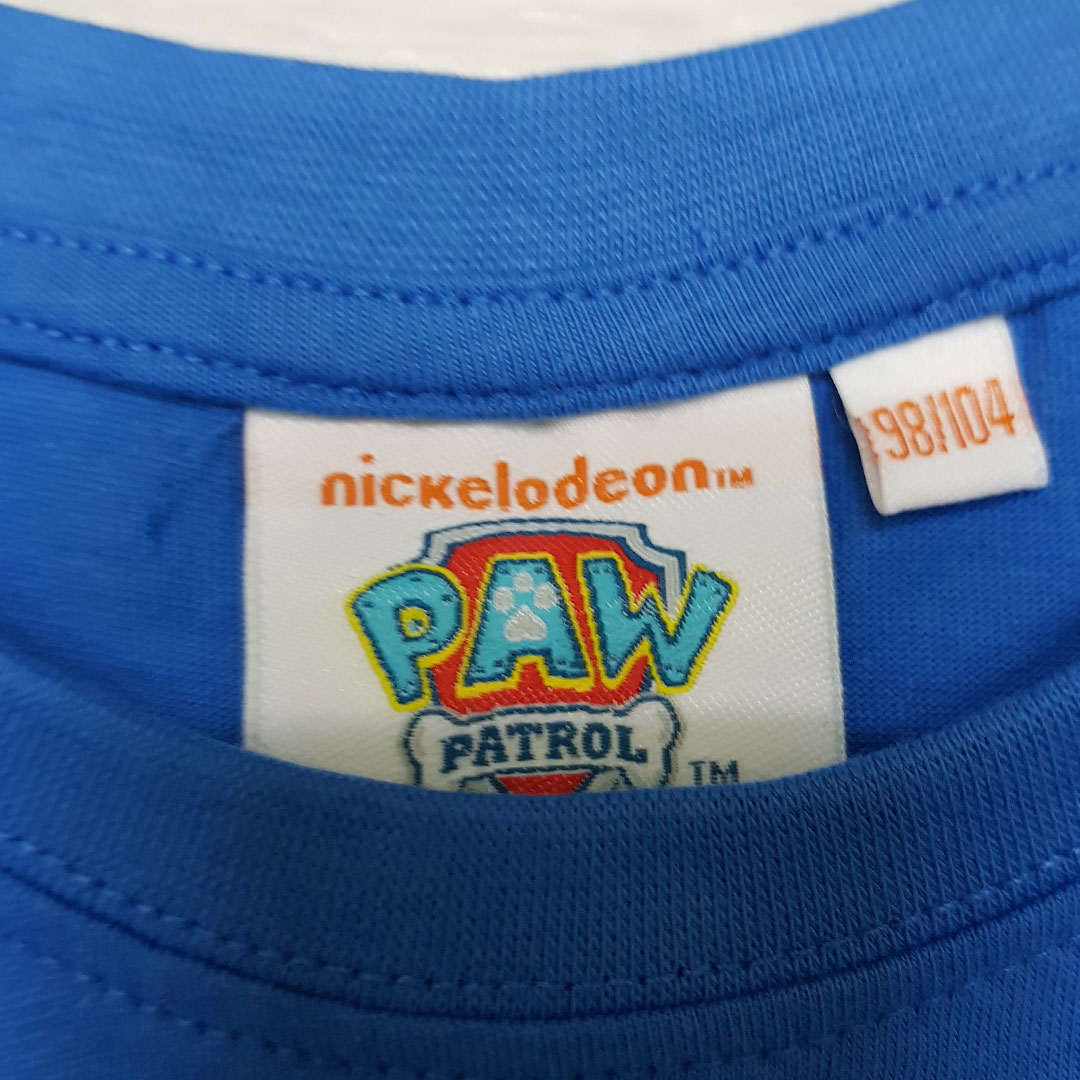 nickelodeon™
98/104
PAW
PATROL
TM